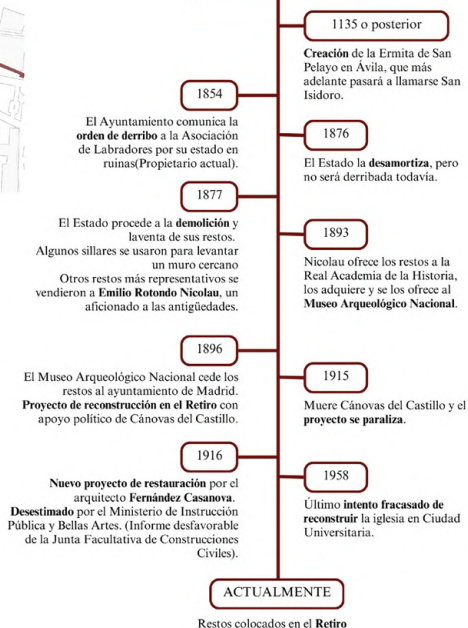 1135 o posterior
Creación de la Ermita de San
Pelayo en Ávila, que más
adelante pasará a llamarse San
Isidoro.
1854
El Ayuntamiento comunica la
orden de derribo a la Asociación
de Labradores por su estado en
ruinas(Propietario actual).
1876
El Estado la desamortiza, pero
no será derribada todavía.
1877
El Estado procede a la demolición y
laventa de sus restos.
Algunos sillares se usaron para levantar
un muro cercano
Otros restos más representativos se
vendieron a Emilio Rotondo Nicolau, un
aficionado a las antigüedades.
1893
Nicolau ofrece los restos a la
Real Academia de la Historia,
los adquiere y se los ofrece al
Museo Arqueológico Nacional.
1896
El Museo Arqueológico Nacional cede los
restos al ayuntamiento de Madrid.
Proyecto de reconstrucción en el Retiro con
apoyo político de Cánovas del Castillo.
1915
Muere Cánovas del Castillo y el
proyecto se paraliza.
1916
Nuevo proyecto de restauración por el
arquitecto Fernández Casanova.
Desestimado por el Ministerio de Instrucción
Pública y Bellas Artes. (Informe desfavorable
de la Junta Facultativa de Construcciones
Civiles).
1958
Último intento fracasado de
reconstruir la iglesia en Ciudad
Universitaria.
ACTUALMENTE
Restos colocados en el Retiro